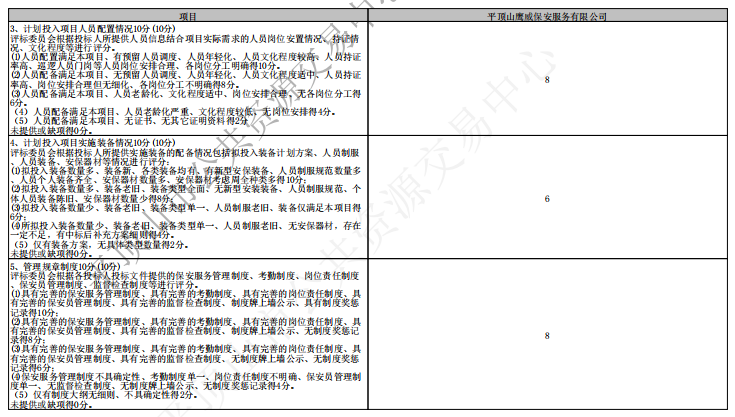 项目 平顶山鹰威保安服务有限公司
3、计划投入项目人员配置情况10分(10分)
评标委员会根据投标人所提供人员信息结合项目实际需求的人员岗位安置情况、持证情
况、文化程度等进行评分。
(1)人员配置满足本项目、有预留人员调度、人员年轻化、人员文化程度较高、人员持证
率高、巡逻人员门岗等人员岗位安排合理、各岗位分工明确得10分;
(2)人员配备满足本项目、无预留人员调度、人员年轻化、人员文化程度适中、人员持证
率高、岗位安排合理但无细化、各岗位分工不明确得8分;
(3)人员配备满足本项目、人员老龄化、文化程度适中、岗位安排合理、无各岗位分工得
6分。
（4）人员配备满足本项目、人员老龄化严重、文化程度较低、无岗位安排得4分。
（5）人员配备满足本项目、无证书、无其它证明资料得2分
未提供或缺项得0分。
8
4、计划投入项目实施装备情况10分(10分)
评标委员会根据投标人所提供实施装备的配备情况包括拟投入装备计划方案、人员制服
、人员装备、安保器材等情况进行评分:
(1)拟投入装备数量多、装备新、各类装备均有、有新型安保装备、人员制服规范数量多
、人员个人装备齐全、安保器材数量多、安保器材考虑周全种类多得10分;
(2)拟投入装备数量多、装备老旧、装备类型全面、无新型安装装备、人员制服规范、个
体人员装备陈旧、安保器材数量少得8分;
(3)拟投入装备数量少、装备老旧、装备类型单一、人员制服老旧、装备仅满足本项目得
6分;
(4)所拟投入装备数量少、装备老旧、装备类型单一、人员制服老旧、无安保器材，存在
一定不足，有中标后补充方案细则得4分。
（5）仅有装备方案，无具体类型数量得2分。
未提供或缺项得0分。
6
5、管理规章制度10分(10分)
评标委员会根据各投标人投标文件提供的保安服务管理制度、考勤制度、岗位责任制度
、保安员管理制度、监督检查制度等进行评分。
(1)具有完善的保安服务管理制度、具有完善的考勤制度、具有完善的岗位责任制度、具
有完善的保安员管理制度、具有完善的监督检查制度、制度牌上墙公示、具有制度奖惩
记录得10分;
(2)具有完善的保安服务管理制度、具有完善的考勤制度、具有完善的岗位责任制度、具
有完善的保安员管理制度、具有完善的监督检查制度、制度牌上墙公示、无制度奖惩记
录得8分;
(3)具有完善的保安服务管理制度、具有完善的考勤制度、具有完善的岗位责任制度、具
有完善的保安员管理制度、具有完善的监督检查、无制度牌上墙公示、无制度奖惩
记录得6分;
(4)保安服务管理制度不具确定性、考勤制度单一、岗位责任制度不明确、保安员管理制
度单一、无监督检查制度、无制度牌上墙公示、无制度奖惩记录得4分。
（5）仅有制度大纲无细则、不具确定性得2分。
未提供或缺项得0分。
8